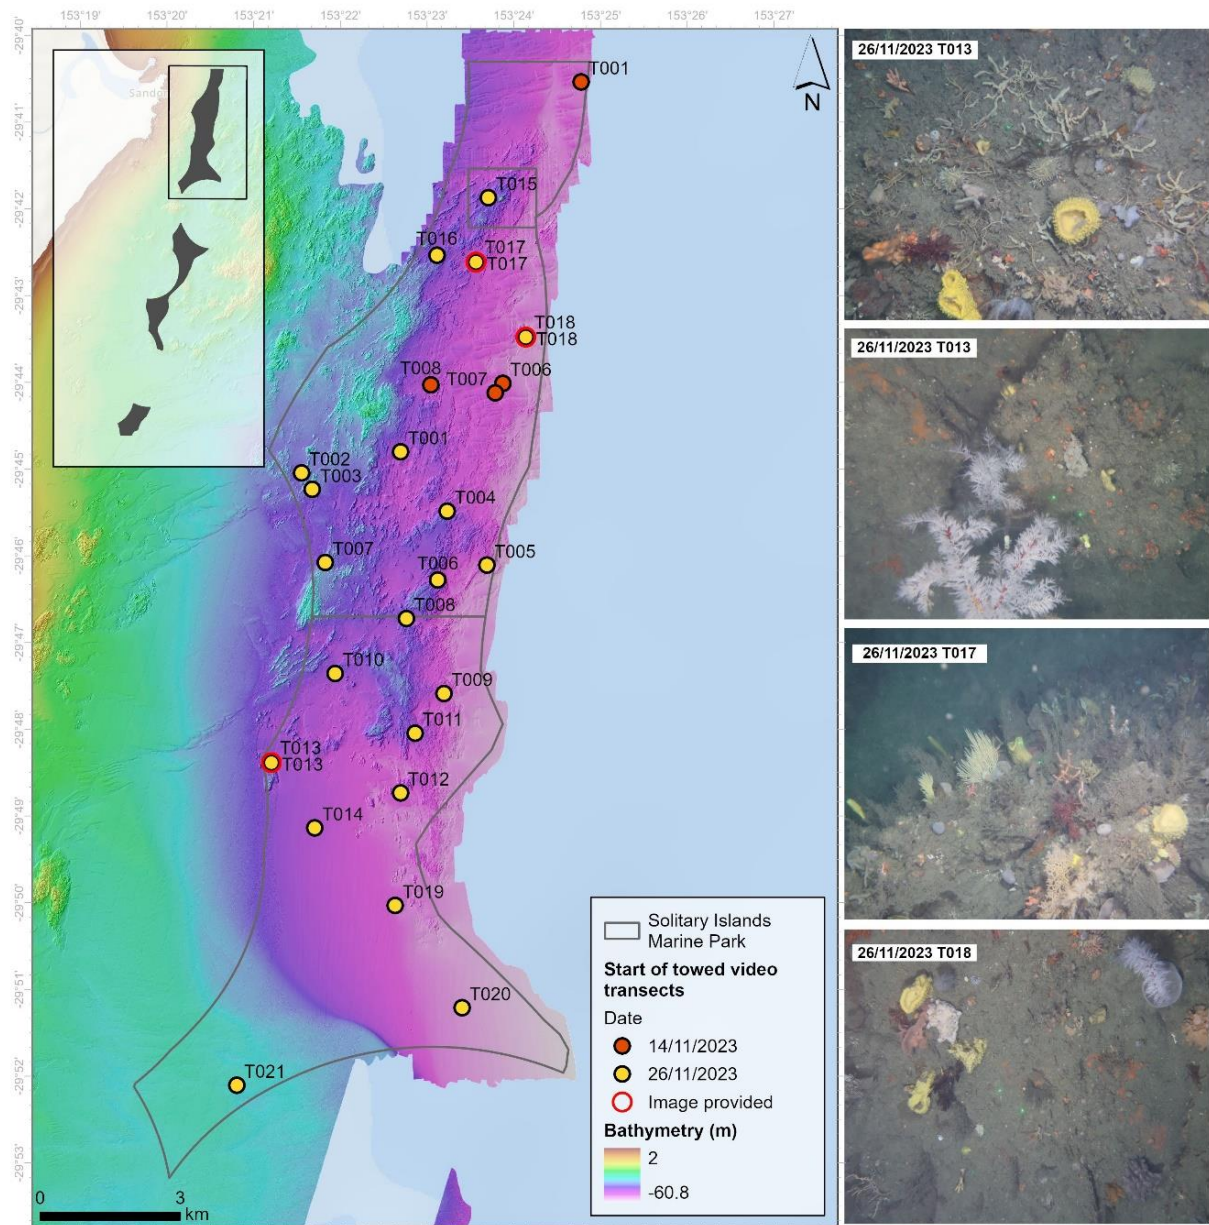 153°19'
153°20'
153°21'
153°22'
153°23'
153°24'
153°25'
153°26'
153°27'
-29°40'
-29°41'
-29°42'
-29°43'
-29°44'
-29°45'
-29°46'
-29°47'
-29°48'
-29°49'
-29°50'
-29°51'
-29°52'
-29°53'
N
T001
T015
T016
T017
T017
T018
T018
T008
T007
T006
T001
T002
T003
T004
T007
T006
T005
T008
T010
T009
T011
T013
T013
T012
T014
T019
T020
T021
0 3
km
Solitary Islands
Marine Park
Start of towed video
transects
Date
14/11/2023
26/11/2023
Image provided
Bathymetry (m)
2
-60.8
26/11/2023 T013
26/11/2023 T013
26/11/2023 T017
26/11/2023 T018